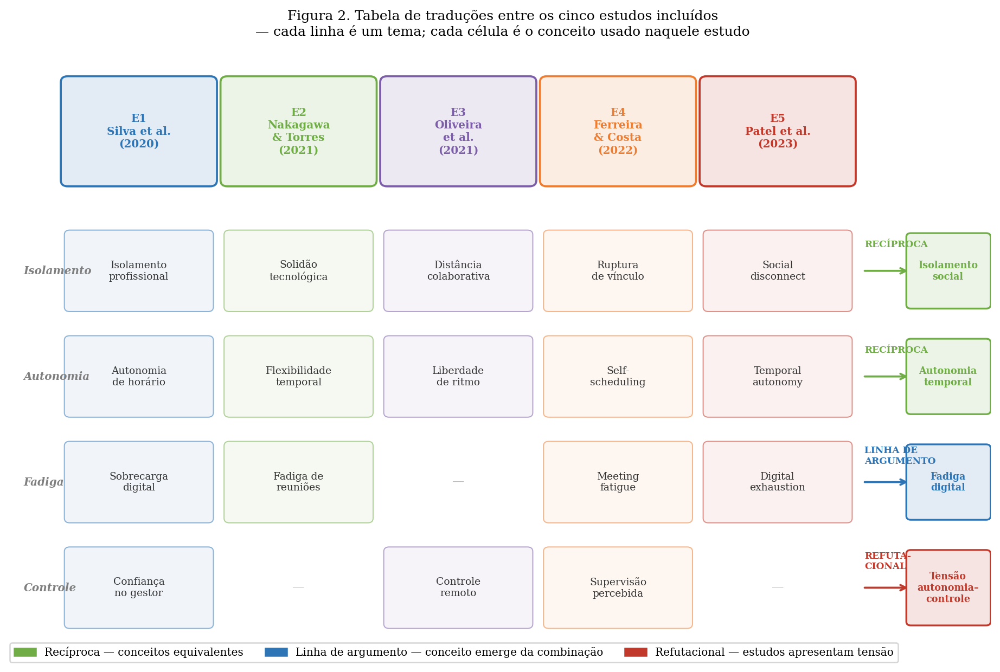 Figura 2. Tabela de traduções entre os cinco estudos incluídos
— cada linha é um tema; cada célula é o conceito usado naquele estudo
E1
Silva et al.
(2020)
E2
Nakagawa
& Torres
(2021)
E3
Oliveira
et al.
(2021)
E4
Ferreira
& Costa
(2022)
E5
Patel et al.
(2023)
Isolamento
Isolamento
profissional
Solidão
tecnológica
Distância
colaborativa
Ruptura
de vínculo
Social
disconnect
RECÍPROCA
Isolamento
social
Autonomia
Autonomia
de horário
Flexibilidade
temporal
Liberdade
de ritmo
Self-
scheduling
Temporal
autonomy
RECÍPROCA
Autonomia
temporal
Fadiga
Sobrecarga
digital
Fadiga de
reuniões
—
Meeting
fatigue
Digital
exhaustion
LINHA DE
ARGUMENTO
Fadiga
digital
Controle
Confiança
no gestor
—
Controle
remoto
Supervisão
percebida
—
REFUTA-
CIONAL
Tensão
autonomia–
controle
Recíproca — conceitos equivalentes
Linha de argumento — conceito emerge da combinação
Refutacional — estudos apresentam tensão